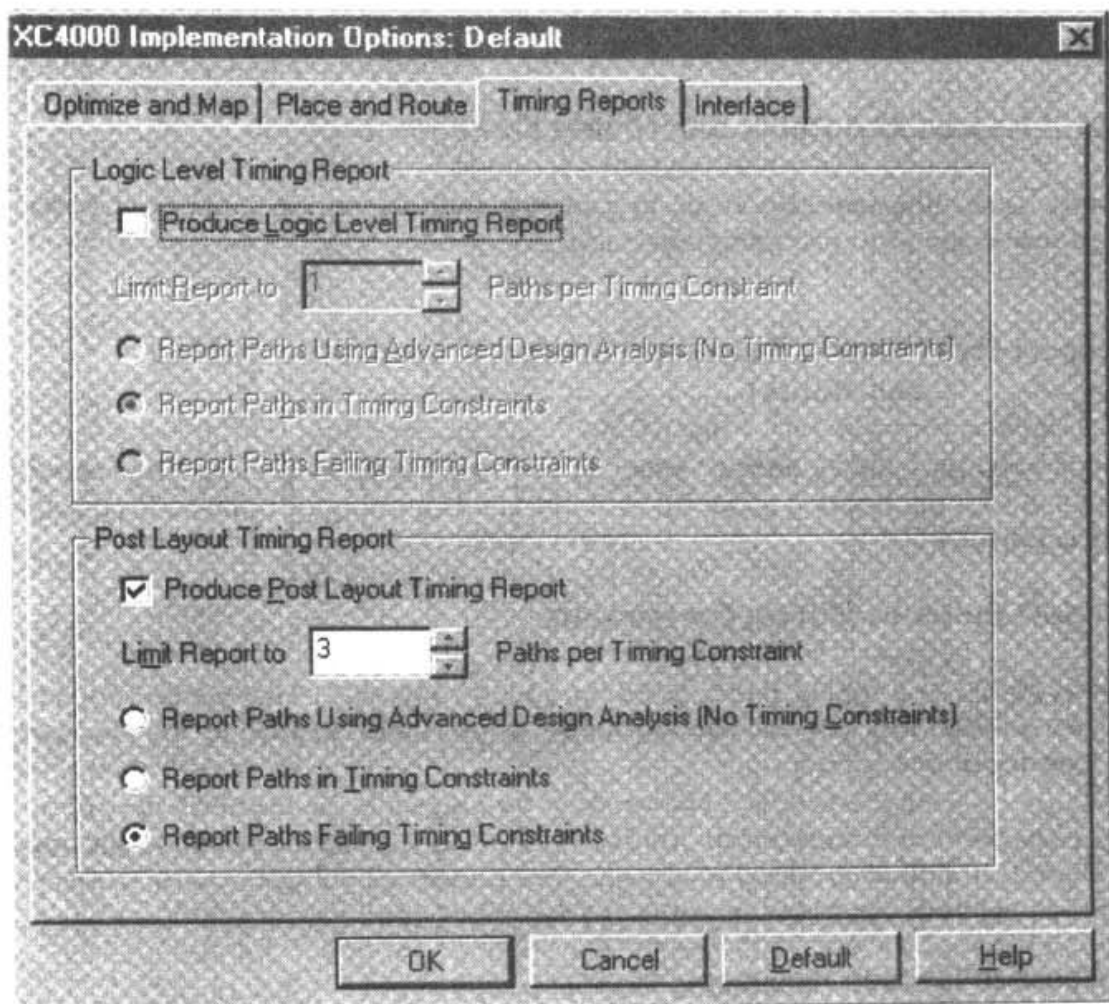 XC4000 Implementation Options: Default
Optimize and Map Place and Route Timing Reports Interface
Logic Level Timing Report
Produce Logic Level Timing Report
Limit Report to 1 Paths per Timing Constraint
Report Paths Using Advanced Design Analysis (No Timing Constraints)
Report Paths in Timing Constraints
Report Paths Failing Timing Constraints
Post Layout Timing Report
Produce Post Layout Timing Report
Limit Report to 3 Paths per Timing Constraint
Report Paths Using Advanced Design Analysis (No Timing Constraints)
Report Paths in Timing Constraints
Report Paths Failing Timing Constraints
OK Cancel Default Help